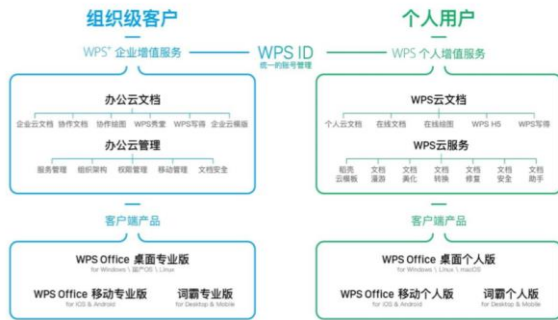 组织级客户
个人用户
WPS⁺ 企业增值服务
WPS ID
统一的账号管理
WPS 个人增值服务
办公云文档
企业云文档 协作文档 协作绘图 WPS秀堂 WPS写得 企业云模版
办公云管理
服务管理 组织架构 权限管理 移动管理 文档安全
WPS云文档
个人云文档 在线文档 在线绘图 WPS H5 WPS写得
WPS云服务
稻壳 文档 文档 文档 文档 文档 文档
云模板 漫游 美化 转换 修复 安全 助手
客户端产品
客户端产品
WPS Office 桌面专业版
for Windows \ 国产OS \ Linux
WPS Office 移动专业版 词霸专业版
for iOS & Android for Desktop & Mobile
WPS Office 桌面个人版
for Windows \ Linux \ macOS
WPS Office 移动个人版 词霸个人版
for iOS & Android for Desktop & Mobile